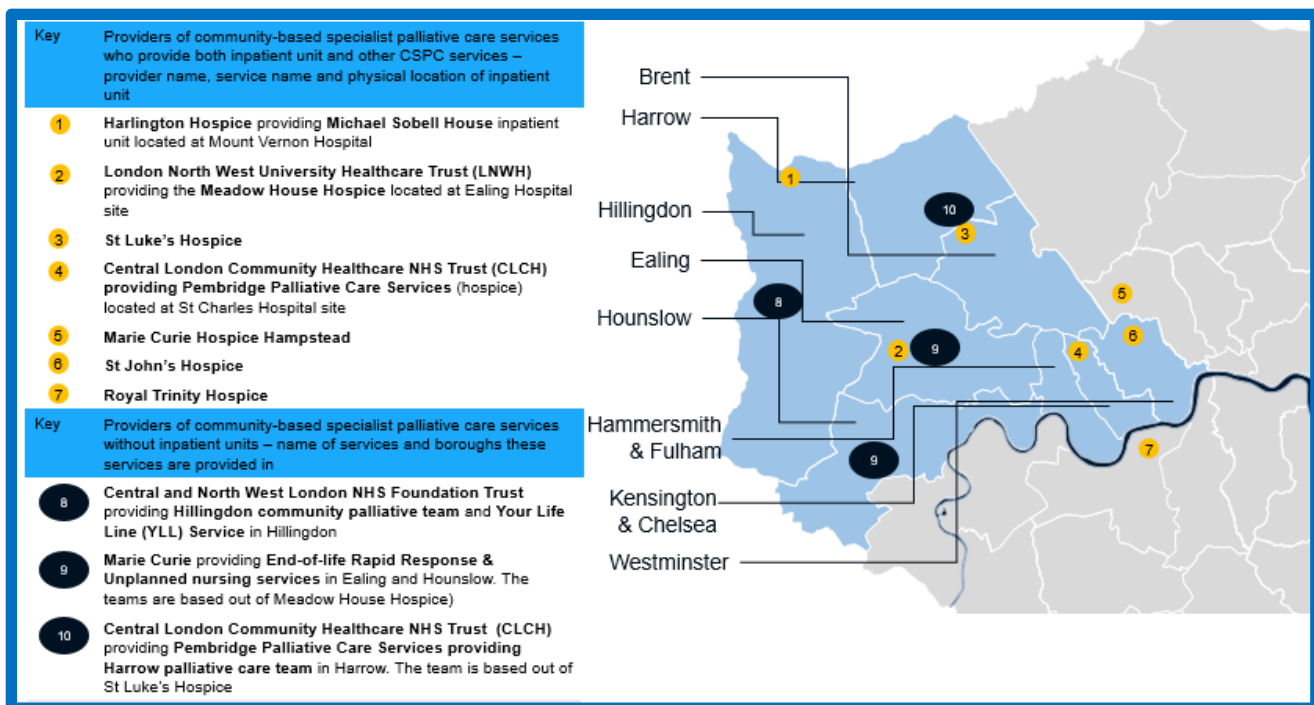 Key
Providers of community-based specialist palliative care services
who provide both inpatient unit and other CSPC services –
provider name, service name and physical location of inpatient
unit
1
Harlington Hospice providing Michael Sobell House inpatient
unit located at Mount Vernon Hospital
2
London North West University Healthcare Trust (LNWH)
providing the Meadow House Hospice located at Ealing Hospital
site
3
St Luke's Hospice
4
Central London Community Healthcare NHS Trust (CLCH)
providing Pembridge Palliative Care Services (hospice)
located at St Charles Hospital site
5
Marie Curie Hospice Hampstead
6
St John's Hospice
7
Royal Trinity Hospice
Key
Providers of community-based specialist palliative care services
without inpatient units – name of services and boroughs these
services are provided in
8
Central and North West London NHS Foundation Trust
providing Hillingdon community palliative team and Your Life
Line (YLL) Service in Hillingdon
9
Marie Curie providing End-of-life Rapid Response &
Unplanned nursing services in Ealing and Hounslow. The
teams are based out of Meadow House Hospice)
10
Central London Community Healthcare NHS Trust (CLCH)
providing Pembridge Palliative Care Services providing
Harrow palliative care team in Harrow. The team is based out of
St Luke's Hospice
Brent
Harrow
Hillingdon
Ealing
Hounslow
Hammersmith
& Fulham
Kensington
& Chelsea
Westminster
1
10
3
8
5
6
2
9
4
7
9